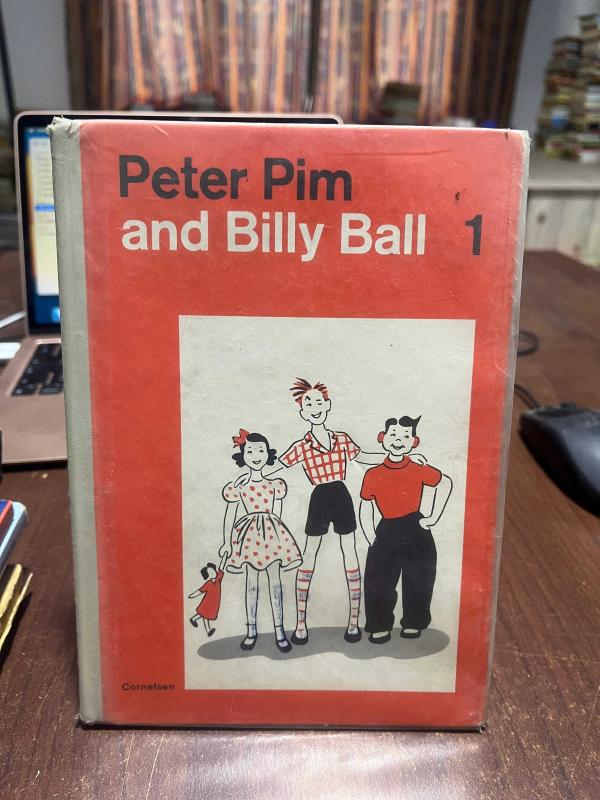 Peter Pim
and Billy Ball 1
Cornelsen